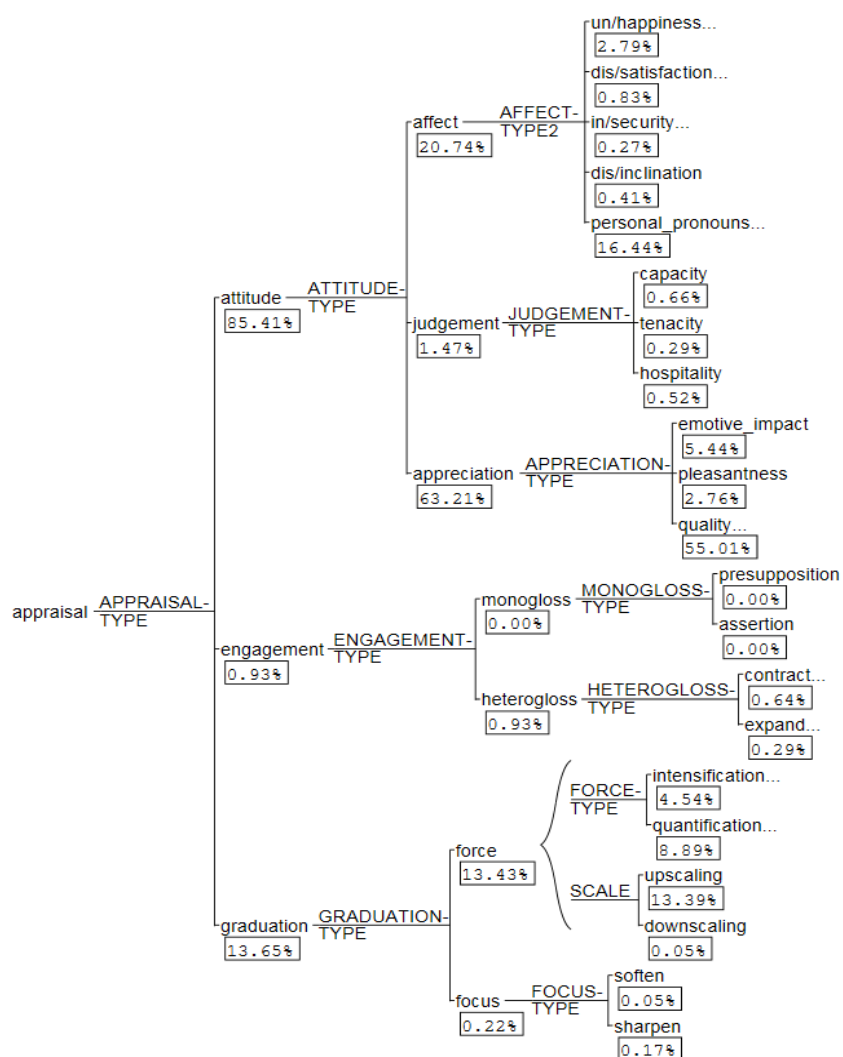 un/happiness...
2.79%
dis/satisfaction...
0.83%
affect AFFECT-TYPE2 in/security...
20.74%
0.27%
dis/inclination
0.41%
personal_pronouns...
16.44%
attitude ATTITUDE-TYPE
85.41%
capacity
0.66%
judgement JUDGEMENT-TYPE tenacity
1.47%
0.29%
hospitality
0.52%
emotive_impact
5.44%
appreciation APPRECIATION-TYPE pleasantness
63.21%
2.76%
quality...
55.01%
appraisal APPRAISAL-TYPE
engagement ENGAGEMENT-TYPE
0.93%
monogloss MONOGLOSS-TYPE
0.00%
presupposition
0.00%
assertion
0.00%
heterogloss HETEROGLOSS-TYPE
0.93%
contract...
0.64%
expand...
0.29%
graduation GRADUATION-TYPE
13.65%
force
13.43%
FORCE-TYPE
intensification...
4.54%
quantification...
8.89%
SCALE
upscaling
13.39%
downscaling
0.05%
focus FOCUS-TYPE
0.22%
soften
0.05%
sharpen
0.17%